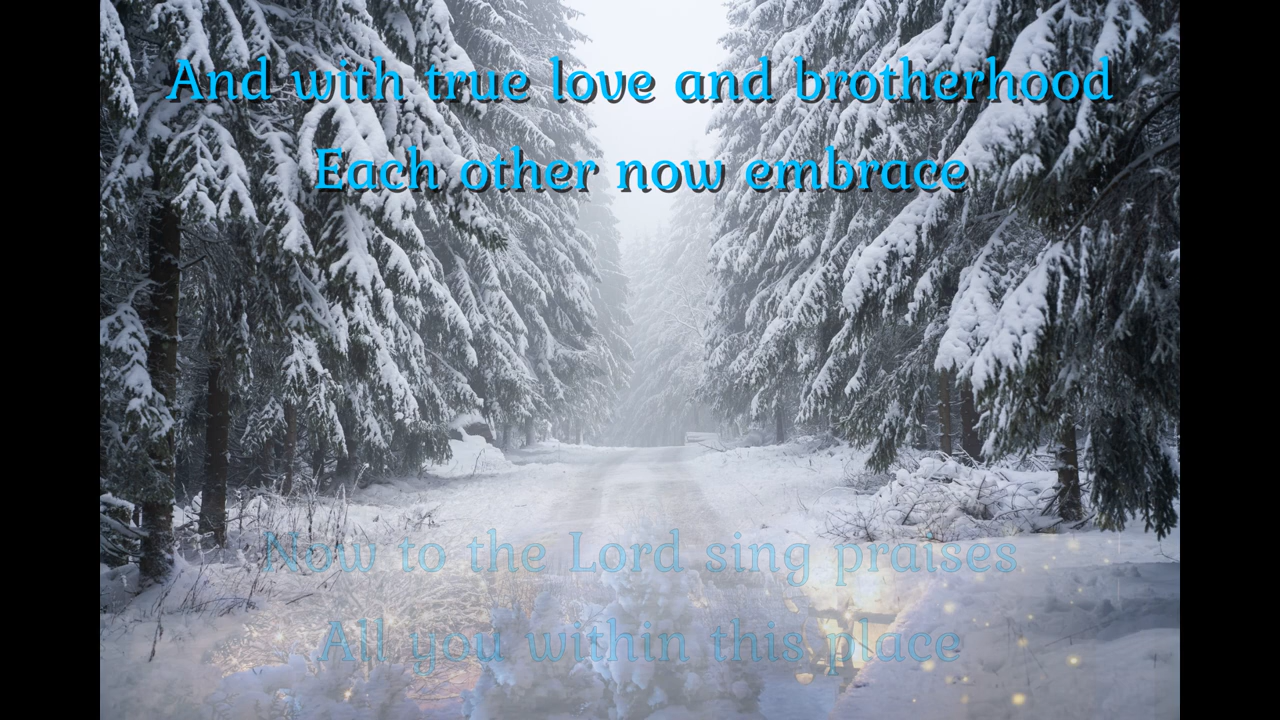 And with true love and brotherhood
Each other now embrace
Now to the Lord sing praises
All you within this place